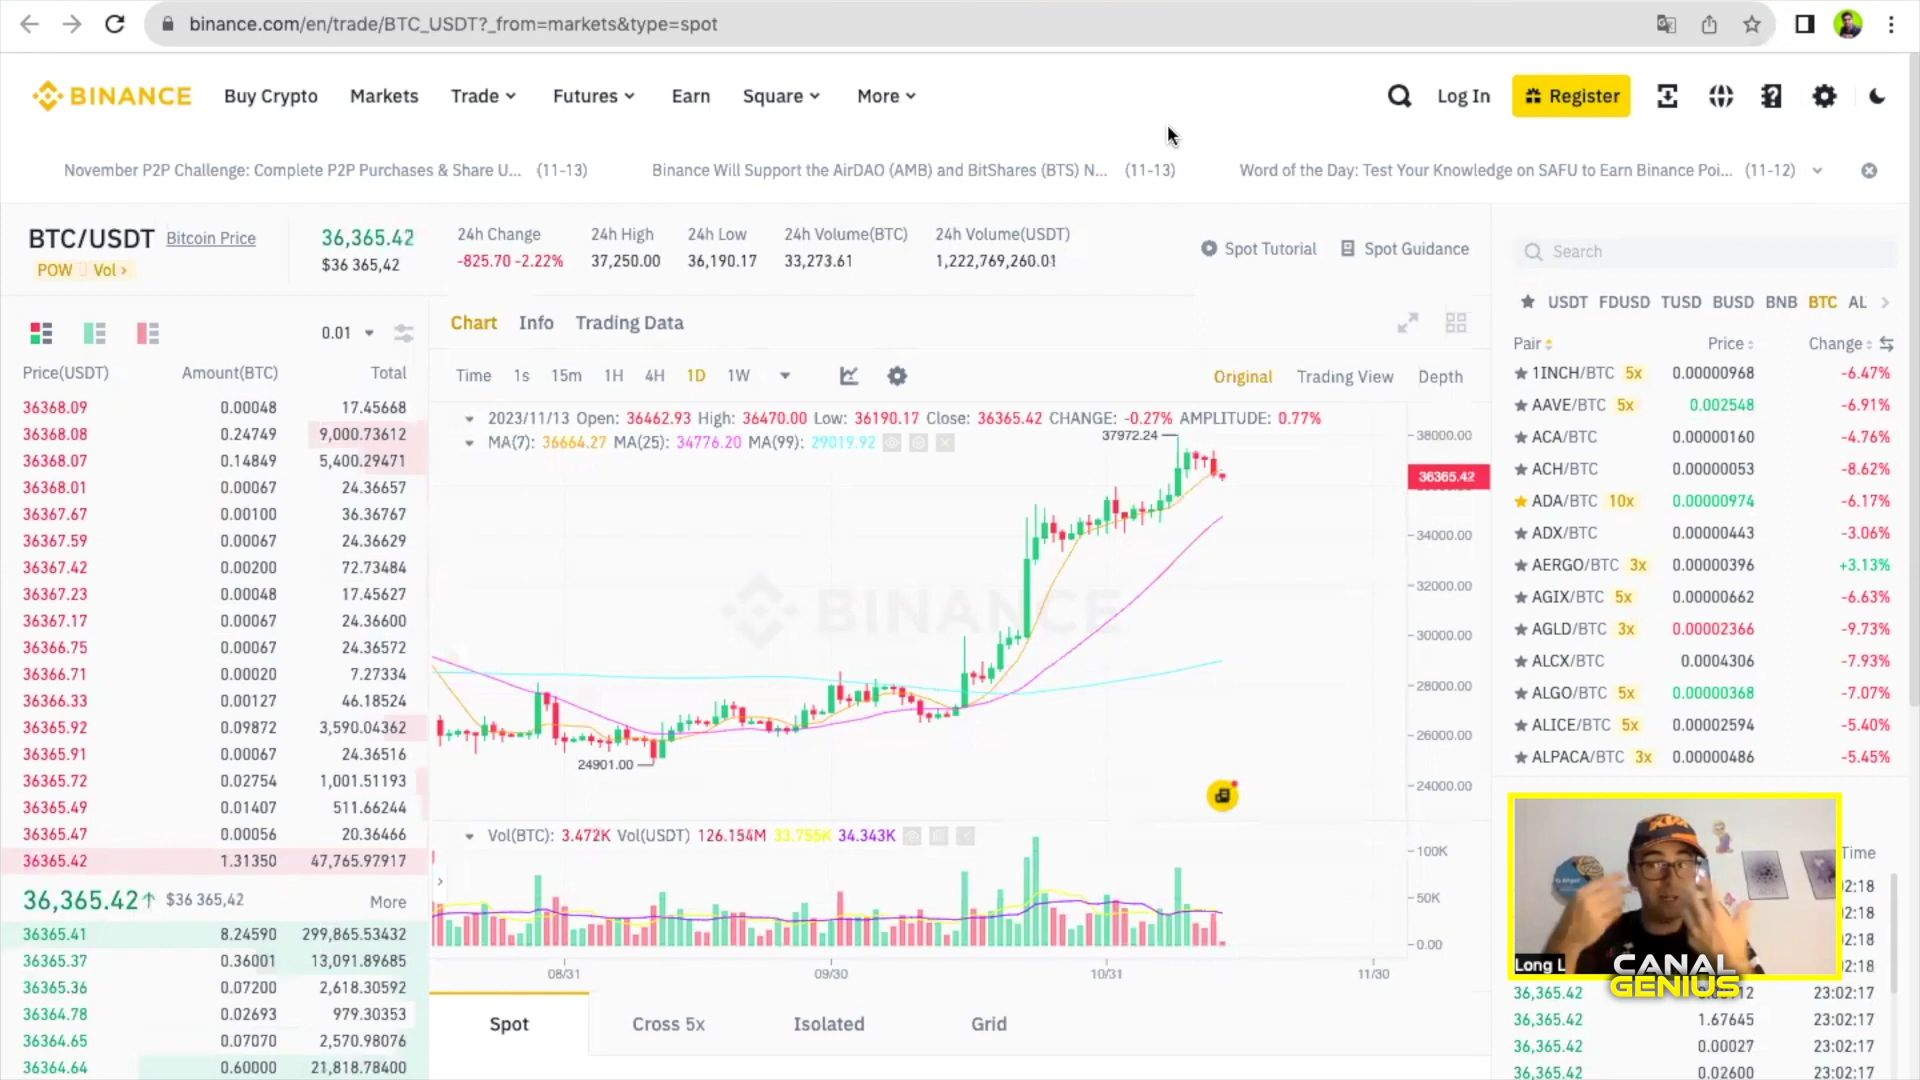 binance.com/en/trade/BTC_USDT?_from=markets&type=spot
BINANCE Buy Crypto Markets Trade Futures Earn Square More Log In Register
November P2P Challenge: Complete P2P Purchases & Share U... (11-13) Binance Will Support the AirDAO (AMB) and BitShares (BTS) N... (11-13) Word of the Day: Test Your Knowledge on SAFU to Earn Binance Poi... (11-12)
BTC/USDT Bitcoin Price
POW Vol
36,365.42
$36 365,42
24h Change
-825.70 -2.22%
24h High
37,250.00
24h Low
36,190.17
24h Volume(BTC)
33,273.61
24h Volume(USDT)
1,222,769,260.01
Spot Tutorial Spot Guidance
0.01
Price(USDT) Amount(BTC) Total
36368.09 0.00048 17.45668
36368.08 0.24749 9,000.73612
36368.07 0.14849 5,400.29471
36368.01 0.00067 24.36657
36367.67 0.00100 36.36767
36367.59 0.00067 24.36629
36367.42 0.00200 72.73484
36367.23 0.00048 17.45627
36367.17 0.00067 24.36600
36366.75 0.00067 24.36572
36366.71 0.00020 7.27334
36366.33 0.00127 46.18524
36365.92 0.09872 3,590.04362
36365.91 0.00067 24.36516
36365.72 0.02754 1,001.51193
36365.49 0.01407 511.66244
36365.47 0.00056 20.36466
36365.42 1.31350 47,765.97917
36,365.42↑ $36 365,42 More
36365.41 8.24590 299,865.53432
36365.37 0.36001 13,091.89685
36365.36 0.07200 2,618.30592
36364.78 0.02693 979.30353
36364.65 0.07070 2,570.98076
36364.64 0.60000 21,818.78400
Chart Info Trading Data
Time 1s 15m 1H 4H 1D 1W
Original Trading View Depth
2023/11/13 Open: 36462.93 High: 36470.00 Low: 36190.17 Close: 36365.42 CHANGE: -0.27% AMPLITUDE: 0.77%
MA(7): 36664.27 MA(25): 34776.20 MA(99): 29019.92
37972.24
24901.00
BINANCE
38000.00
36365.42
34000.00
32000.00
30000.00
28000.00
26000.00
24000.00
Vol(BTC): 3.472K Vol(USDT) 126.154M 33.755K 34.343K
100K
50K
0.00
08/31 09/30 10/31 11/30
Spot Cross 5x Isolated Grid
Search
USDT FDUSD TUSD BUSD BNB BTC AL
Pair Price Change
1INCH/BTC 5x 0.00000968 -6.47%
AAVE/BTC 5x 0.002548 -6.91%
ACA/BTC 0.00000160 -4.76%
ACH/BTC 0.00000053 -8.62%
ADA/BTC 10x 0.00000974 -6.17%
ADX/BTC 0.00000443 -3.06%
AERGO/BTC 3x 0.00000396 +3.13%
AGIX/BTC 5x 0.00000662 -6.63%
AGLD/BTC 3x 0.00002366 -9.73%
ALCX/BTC 0.0004306 -7.93%
ALGO/BTC 5x 0.00000368 -7.07%
ALICE/BTC 5x 0.00002594 -5.40%
ALPACA/BTC 3x 0.00000486 -5.45%
Time
02:18
02:18
02:18
Long L 02:18
CANAL
GENIUS
36,365.42 23:02:17
36,365.42 1.67645 23:02:17
36,365.42 0.00027 23:02:17
36,365.42 0.02600 23:02:17